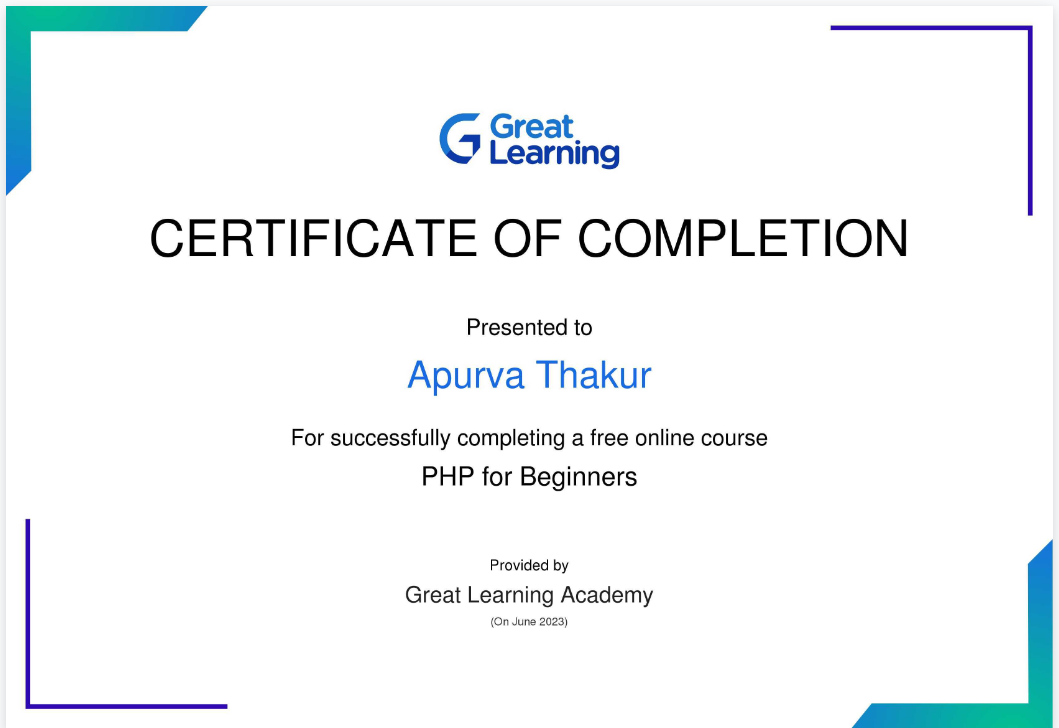 Great
Learning
CERTIFICATE OF COMPLETION
Presented to
Apurva Thakur
For successfully completing a free online course
PHP for Beginners
Provided by
Great Learning Academy
(On June 2023)